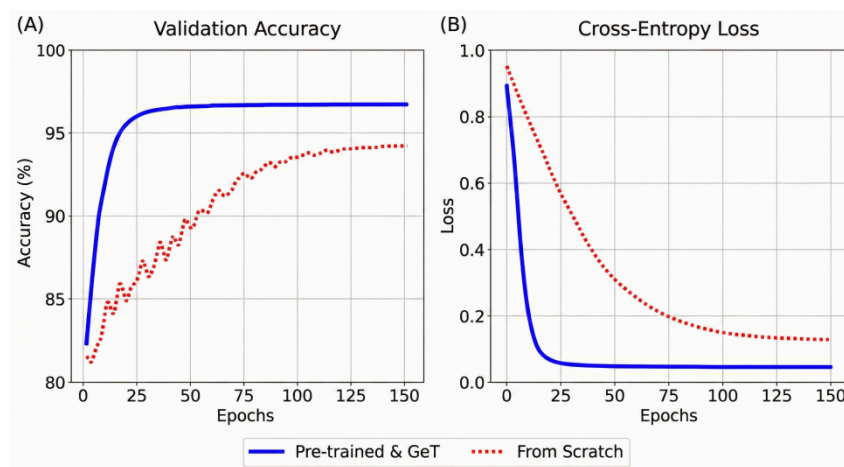 (A) Validation Accuracy
100
95
90
85
80
Accuracy (%)
0 25 50 75 100 125 150
Epochs
(B) Cross-Entropy Loss
1.0
0.8
0.6
0.4
0.2
0.0
Loss
0 25 50 75 100 125 150
Epochs
Pre-trained & GeT From Scratch